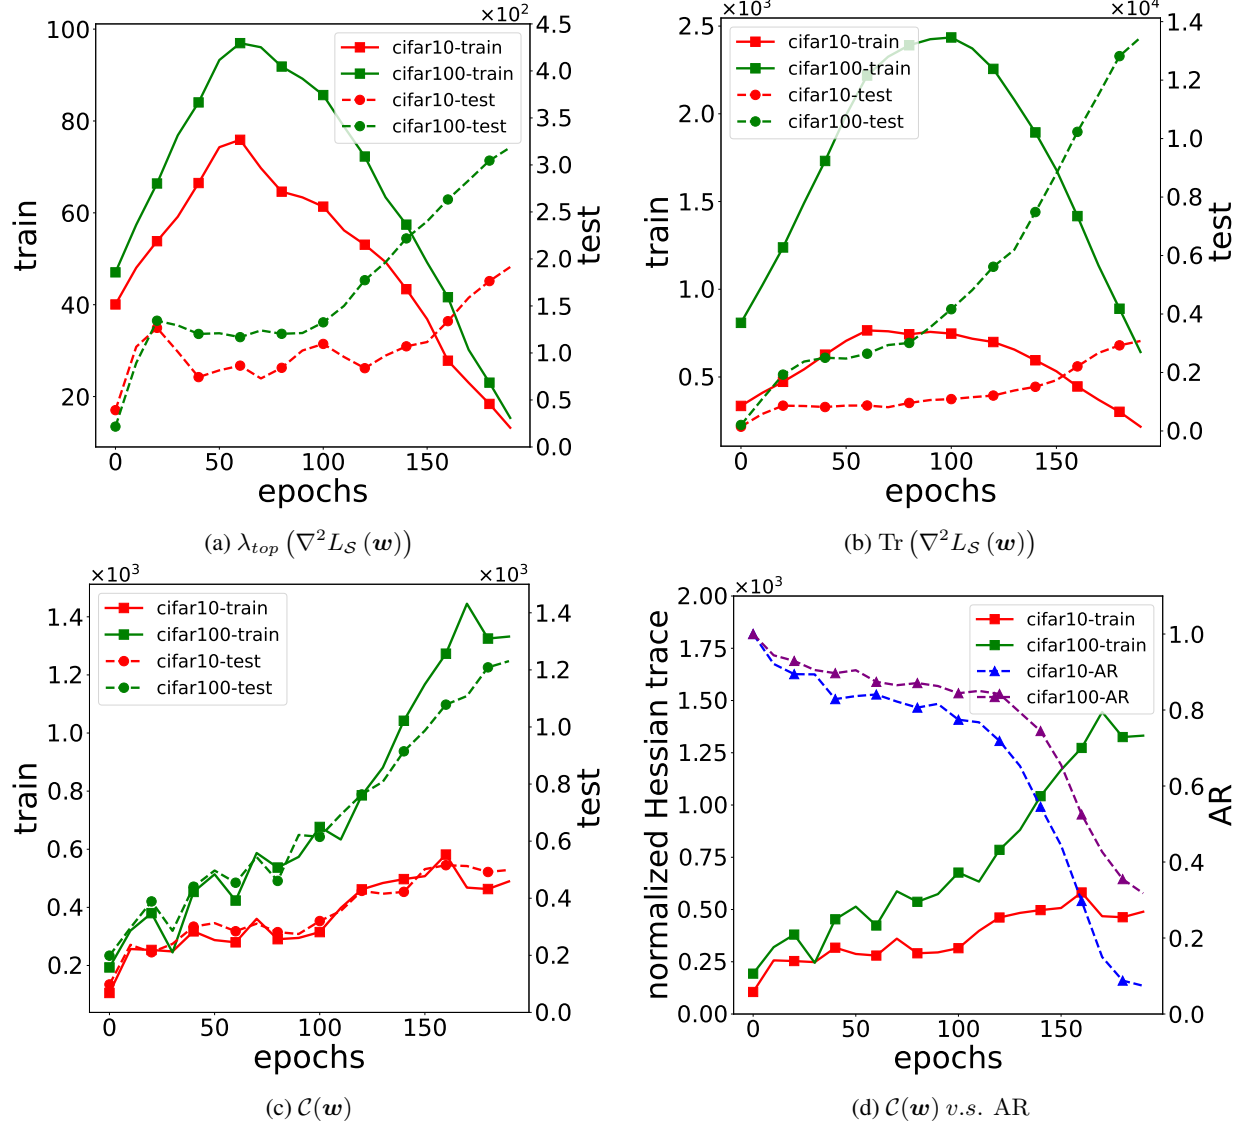 ×10²
100
80
60
40
20
train
4.5
4.0
3.5
3.0
2.5
2.0
1.5
1.0
0.5
0.0
test
cifar10-train
cifar100-train
cifar10-test
cifar100-test
0 50 100 150
epochs
(a) λ_top (∇²L_S (w))
×10³
×10⁴
2.5
2.0
1.5
1.0
0.5
train
1.4
1.2
1.0
0.8
0.6
0.4
0.2
0.0
test
cifar10-train
cifar100-train
cifar10-test
cifar100-test
0 50 100 150
epochs
(b) Tr (∇²L_S (w))
×10³
×10³
1.4
1.2
1.0
0.8
0.6
0.4
0.2
train
1.4
1.2
1.0
0.8
0.6
0.4
0.2
0.0
test
cifar10-train
cifar100-train
cifar10-test
cifar100-test
0 50 100 150
epochs
(c) C(w)
×10³
2.00
1.75
1.50
1.25
1.00
0.75
0.50
0.25
0.00
normalized Hessian trace
1.0
0.8
0.6
0.4
0.2
0.0
AR
cifar10-train
cifar100-train
cifar10-AR
cifar100-AR
0 50 100 150
epochs
(d) C(w) v.s. AR